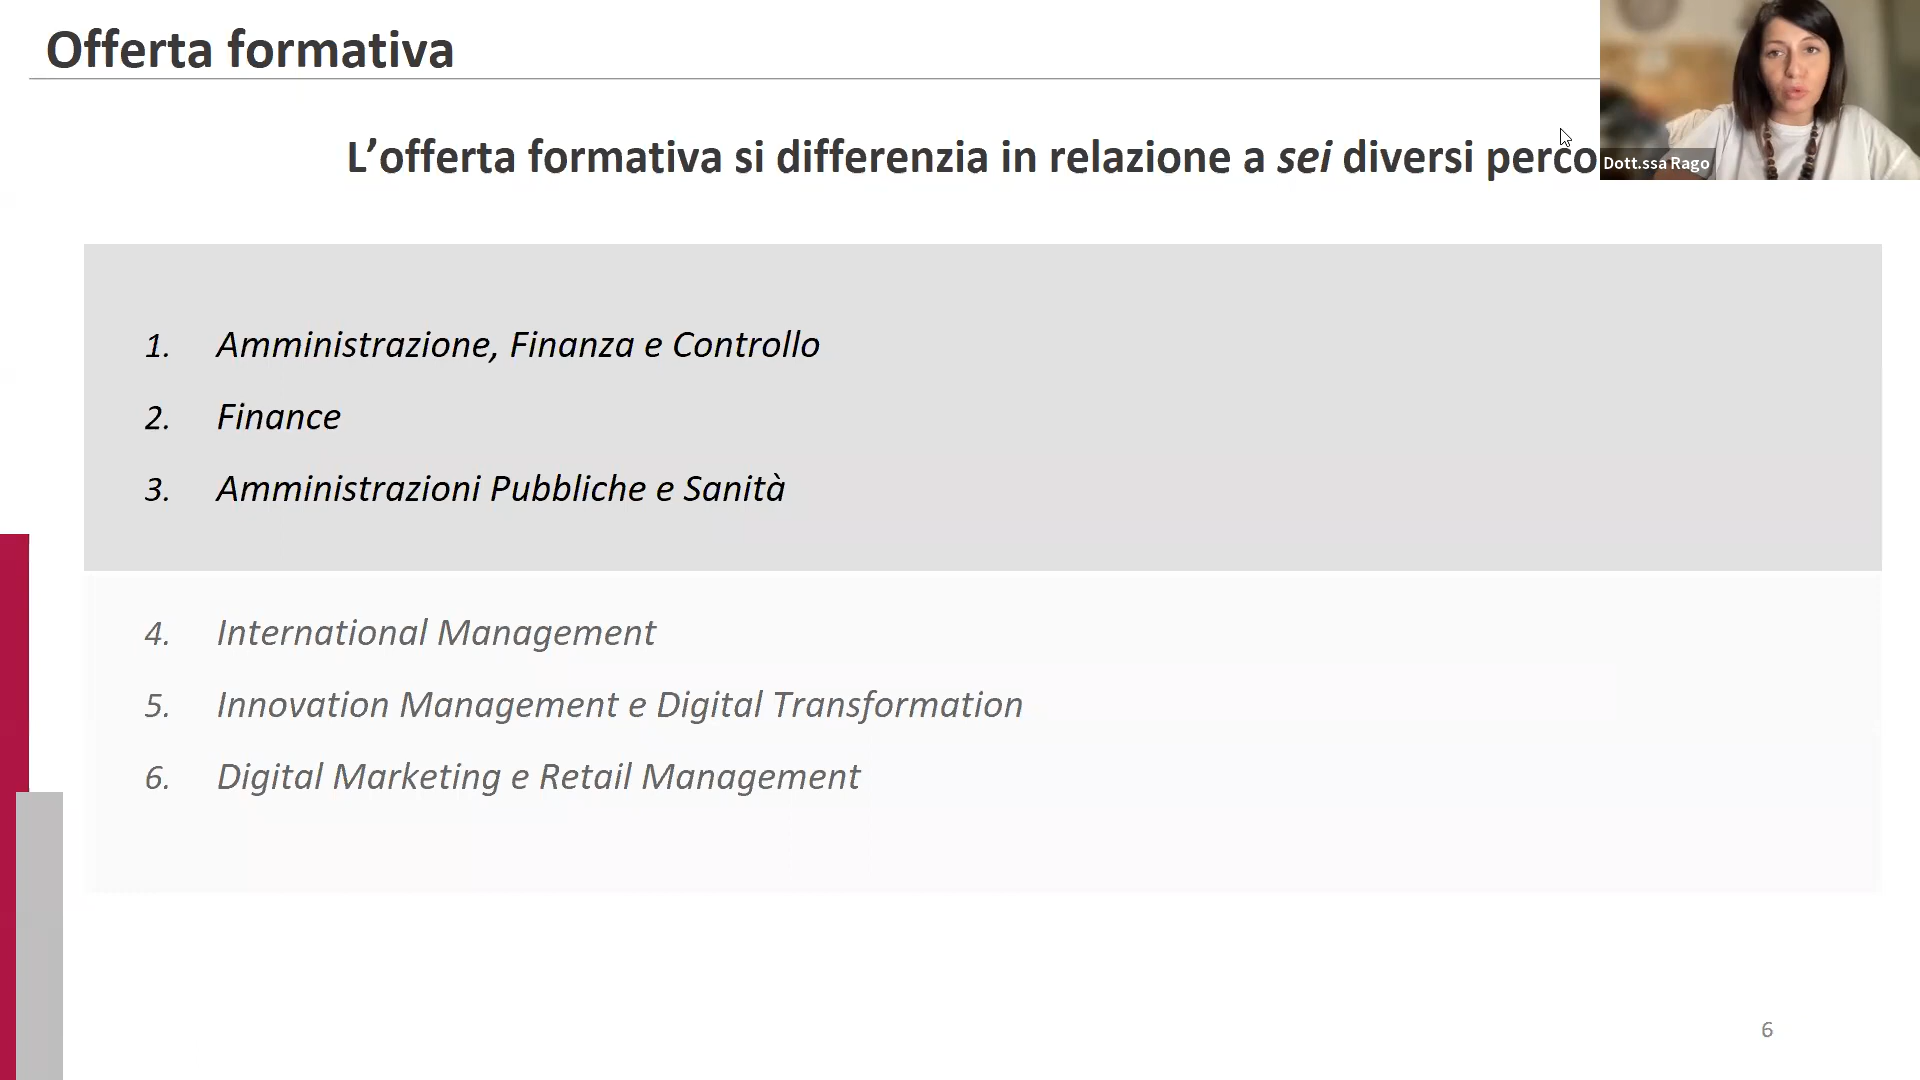 Offerta formativa
L’offerta formativa si differenzia in relazione a sei diversi perco
Dott.ssa Rago
1. Amministrazione, Finanza e Controllo
2. Finance
3. Amministrazioni Pubbliche e Sanità
4. International Management
5. Innovation Management e Digital Transformation
6. Digital Marketing e Retail Management
6